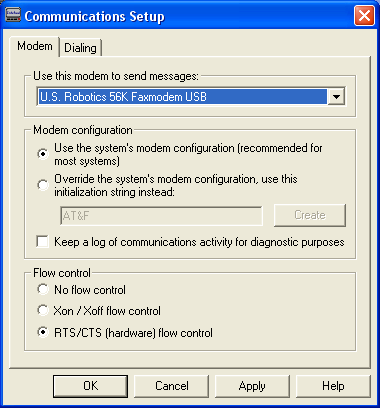 Communications Setup
Modem
Dialing
Use this modem to send messages:
U.S. Robotics 56K Faxmodem USB
Modem configuration
Use the system's modem configuration (recommended for
most systems)
Override the system's modem configuration, use this
initialization string instead:
AT&F
Create
Keep a log of communications activity for diagnostic purposes
Flow control
No flow control
Xon / Xoff flow control
RTS/CTS (hardware) flow control
OK
Cancel
Apply
Help